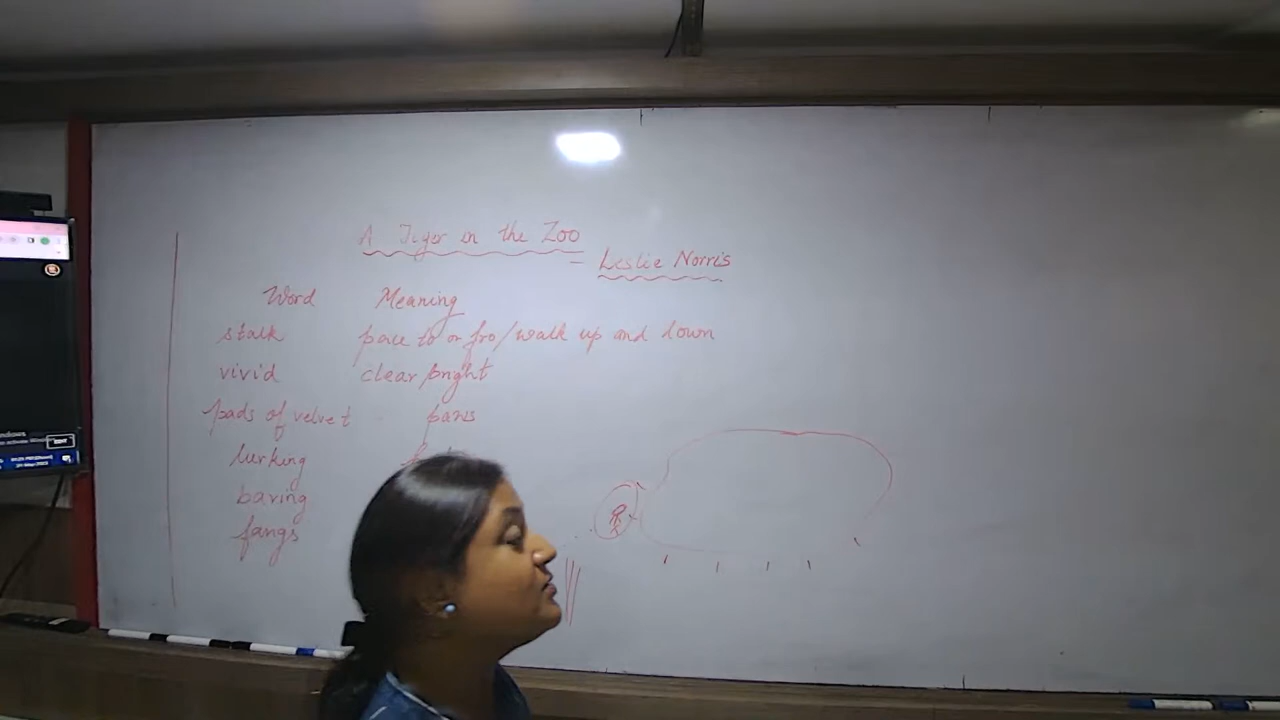 A Tiger in the Zoo
- Leslie Norris
Word Meaning
stalk pace to or fro/walk up and down
vivid clear/bright
pads of velvet paws
lurking
baring
fangs
EDIT